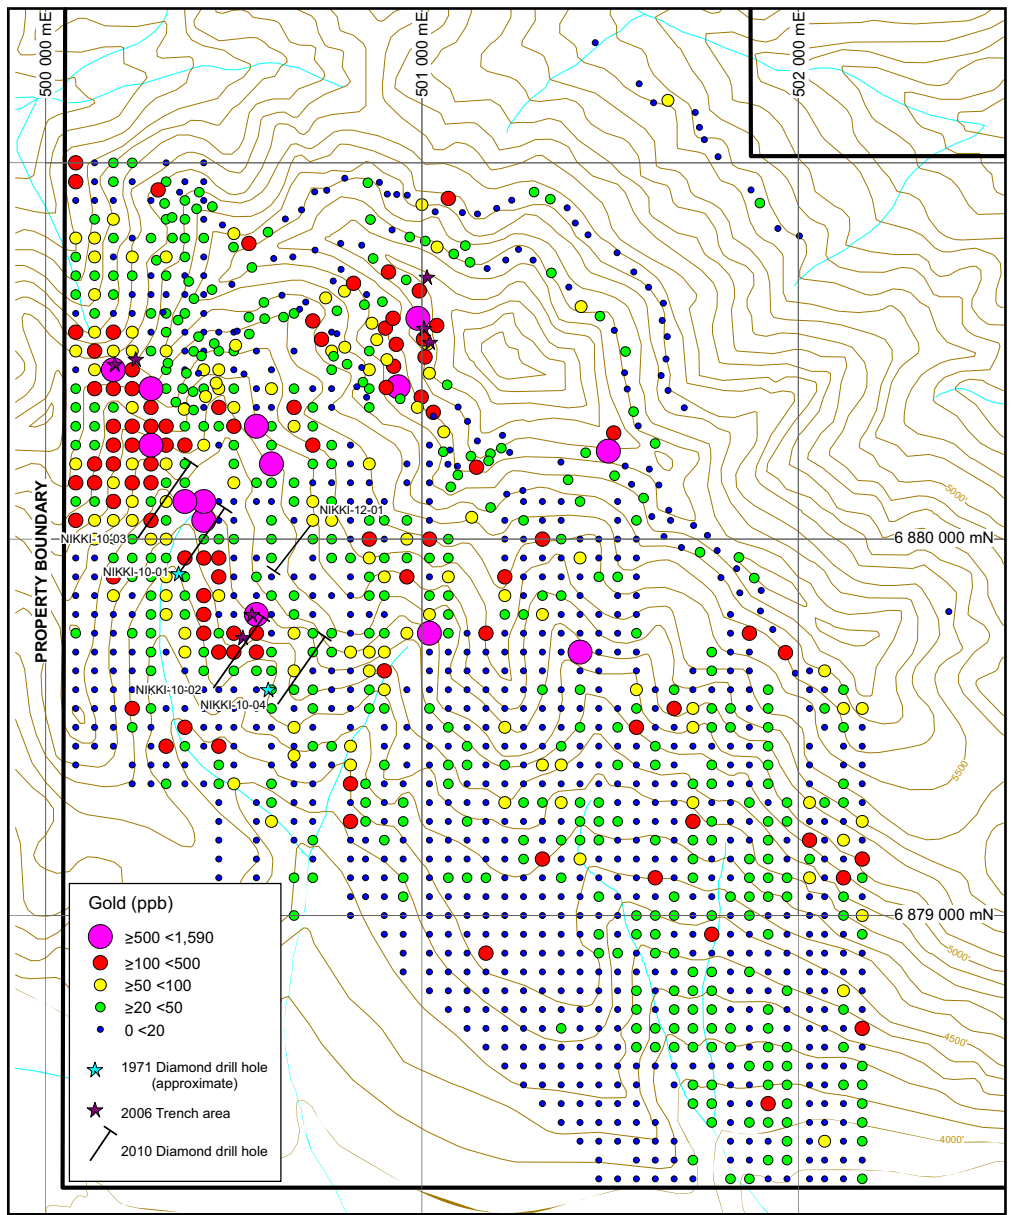 500 000 mE
501 000 mE
502 000 mE
PROPERTY BOUNDARY
5000'
NIKKI-12-01
NIKKI-10-03
6 880 000 mN
NIKKI-10-01
NIKKI-10-02
NIKKI-10-04
5500'
6 879 000 mN
5000'
4500'
4000'
Gold (ppb)
≥500 <1,590
≥100 <500
≥50 <100
≥20 <50
0 <20
1971 Diamond drill hole
(approximate)
2006 Trench area
2010 Diamond drill hole